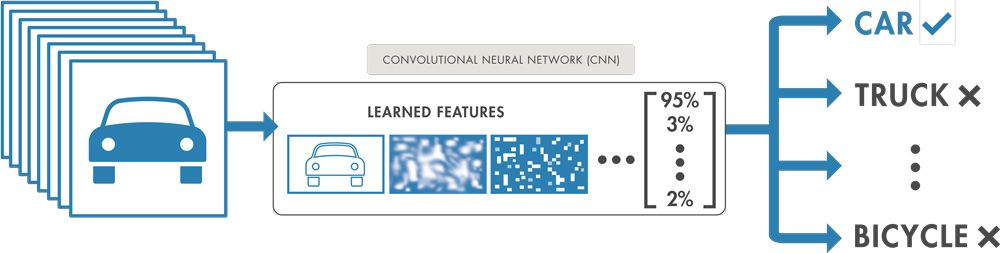 CONVOLUTIONAL NEURAL NETWORK (CNN)
LEARNED FEATURES
95%
3%
2%
CAR
TRUCK
BICYCLE